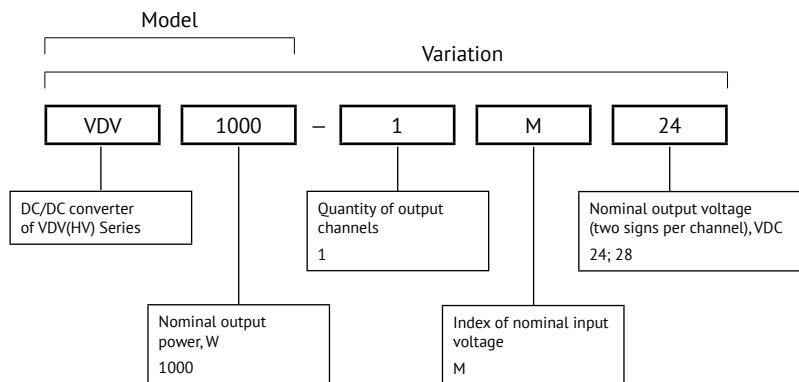 Model
Variation
VDV 1000 – 1 M 24
DC/DC converter
of VDV(HV) Series
Quantity of output
channels
1
Nominal output voltage
(two signs per channel), VDC
24; 28
Nominal output
power, W
1000
Index of nominal input
voltage
M